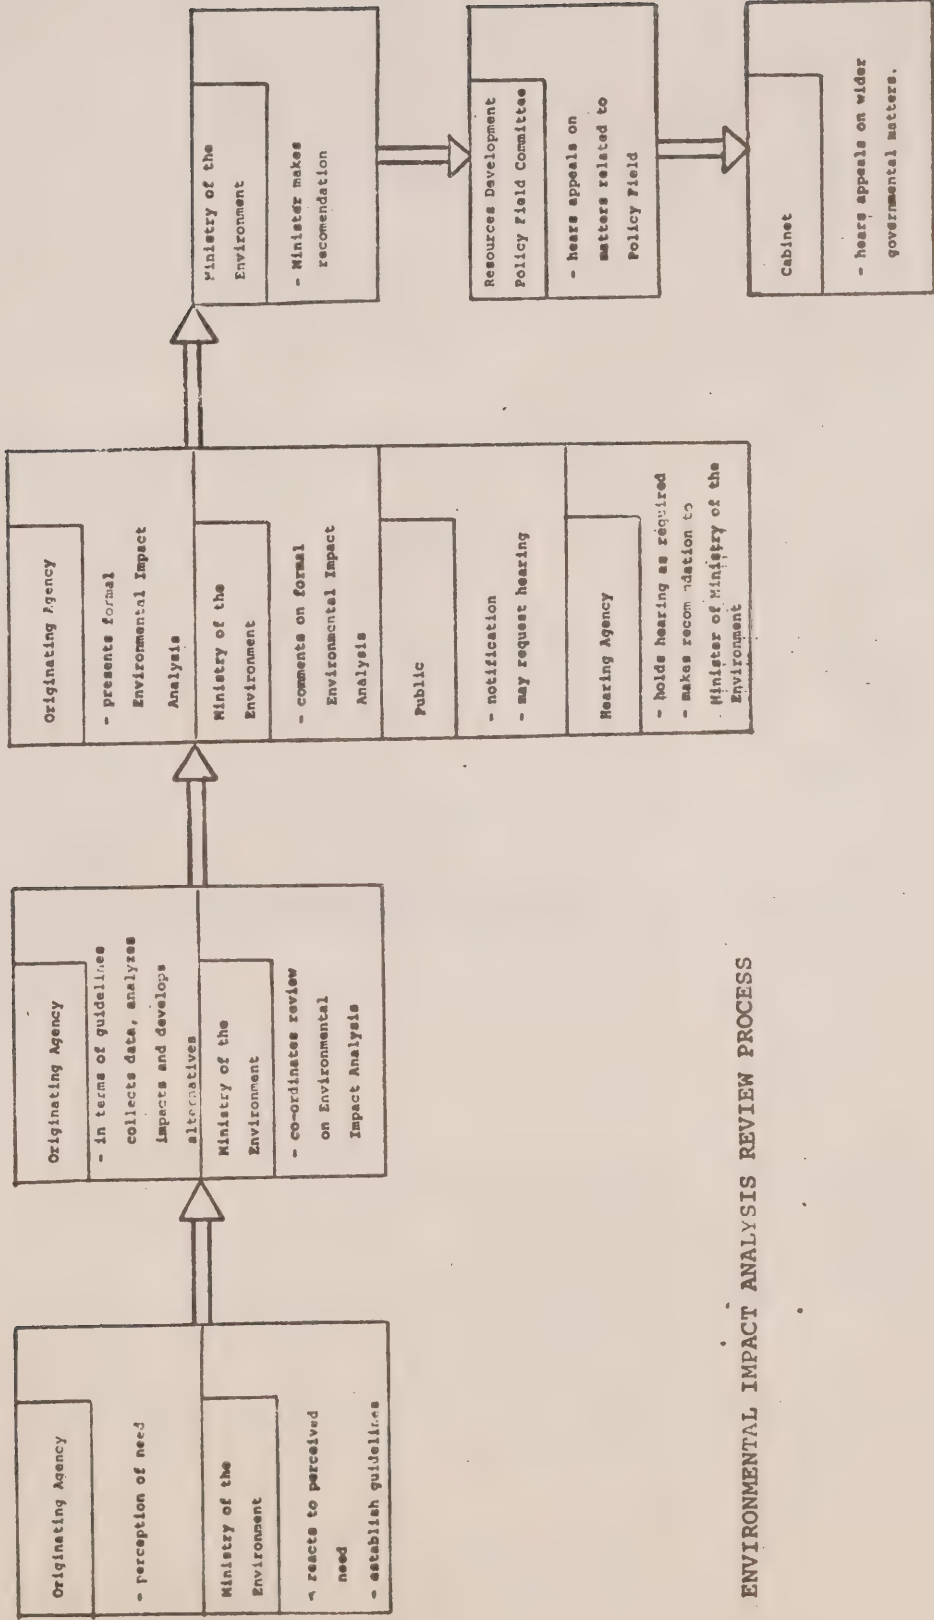 Originating Agency
- perception of need
Ministry of the
Environment
- reacts to perceived
need
- establish guidelines
Originating Agency
- in terms of guidelines
collects data, analyzes
impacts and develops
alternatives
Ministry of the
Environment
- co-ordinates review
on Environmental
Impact Analysis
Originating Agency
- presents formal
Environmental Impact
Analysis
Ministry of the
Environment
- comments on formal
Environmental Impact
Analysis
Public
- notification
- may request hearing
Hearing Agency
- holds hearing as required
- makes recom ndation to
Minister of Ministry of the
Environment
Ministry of the
Environment
- Minister makes
recomendation
Resources Development
Policy Field Committee
- hears appeals on
matters related to
Policy Field
Cabinet
- hears appeals on wider
governmental matters.
ENVIRONMENTAL IMPACT ANALYSIS REVIEW PROCESS